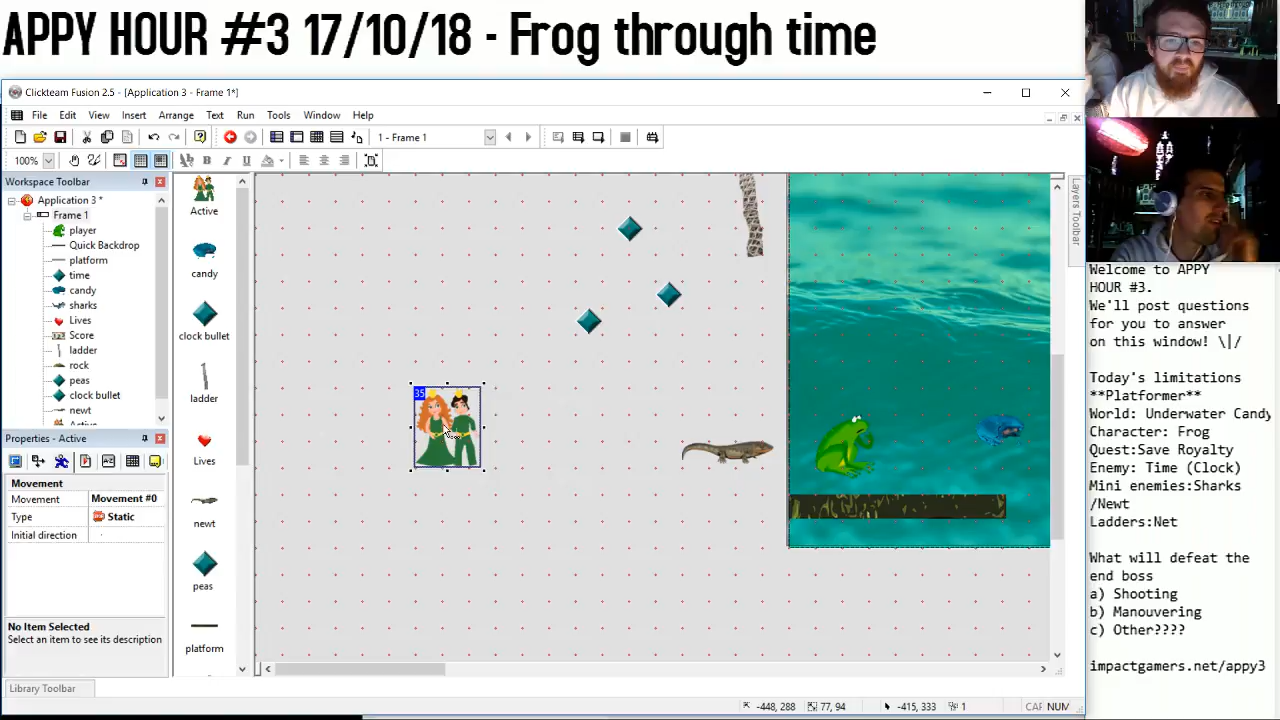 APPY HOUR #3 17/10/18 - Frog through time
Clickteam Fusion 2.5 - [Application 3 - Frame 1*]
File Edit View Insert Arrange Text Run Tools Window Help
1 - Frame 1
100%
B I U
Workspace Toolbar
Application 3 *
Frame 1
player
Quick Backdrop
platform
time
candy
sharks
Lives
Score
ladder
rock
peas
clock bullet
newt
Active
Properties - Active
Movement
Movement Movement #0
Type Static
Initial direction
No Item Selected
Select an item to see its description
Library Toolbar
Active
candy
clock bullet
ladder
Lives
newt
peas
platform
35
Layers Toolbar
-448, 288 77, 94 -415, 333 1 CAF NUM
Welcome to APPY
HOUR #3.
We'll post questions
for you to answer
on this window! \|/
Today's limitations
**Platformer**
World: Underwater Candy
Character: Frog
Quest:Save Royalty
Enemy: Time (Clock)
Mini enemies:Sharks
/Newt
Ladders:Net
What will defeat the
end boss
a) Shooting
b) Manouvering
c) Other????
impactgamers.net/appy3